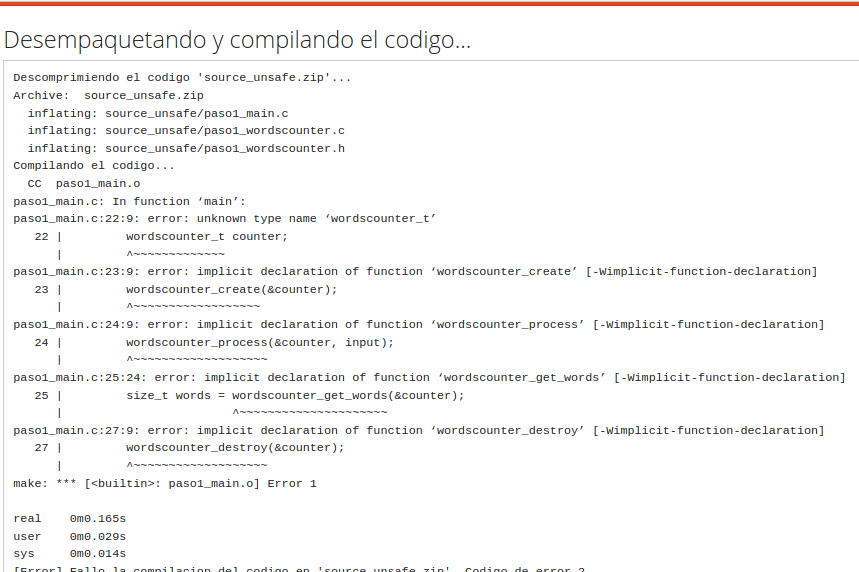 Desempaquetando y compilando el codigo...
Descomprimiendo el codigo 'source_unsafe.zip'...
Archive:  source_unsafe.zip
  inflating: source_unsafe/paso1_main.c
  inflating: source_unsafe/paso1_wordscounter.c
  inflating: source_unsafe/paso1_wordscounter.h
Compilando el codigo...
  CC  paso1_main.o
paso1_main.c: In function ‘main’:
paso1_main.c:22:9: error: unknown type name ‘wordscounter_t’
   22 |         wordscounter_t counter;
      |         ^~~~~~~~~~~~~~
paso1_main.c:23:9: error: implicit declaration of function ‘wordscounter_create’ [-Wimplicit-function-declaration]
   23 |         wordscounter_create(&counter);
      |         ^~~~~~~~~~~~~~~~~~~
paso1_main.c:24:9: error: implicit declaration of function ‘wordscounter_process’ [-Wimplicit-function-declaration]
   24 |         wordscounter_process(&counter, input);
      |         ^~~~~~~~~~~~~~~~~~~~
paso1_main.c:25:24: error: implicit declaration of function ‘wordscounter_get_words’ [-Wimplicit-function-declaration]
   25 |         size_t words = wordscounter_get_words(&counter);
      |                        ^~~~~~~~~~~~~~~~~~~~~~
paso1_main.c:27:9: error: implicit declaration of function ‘wordscounter_destroy’ [-Wimplicit-function-declaration]
   27 |         wordscounter_destroy(&counter);
      |         ^~~~~~~~~~~~~~~~~~~~
make: *** [<builtin>: paso1_main.o] Error 1
real    0m0.165s
user    0m0.029s
sys     0m0.014s
[Error] Fallo la compilacion del codigo en 'source_unsafe.zip'. Codigo de error 2